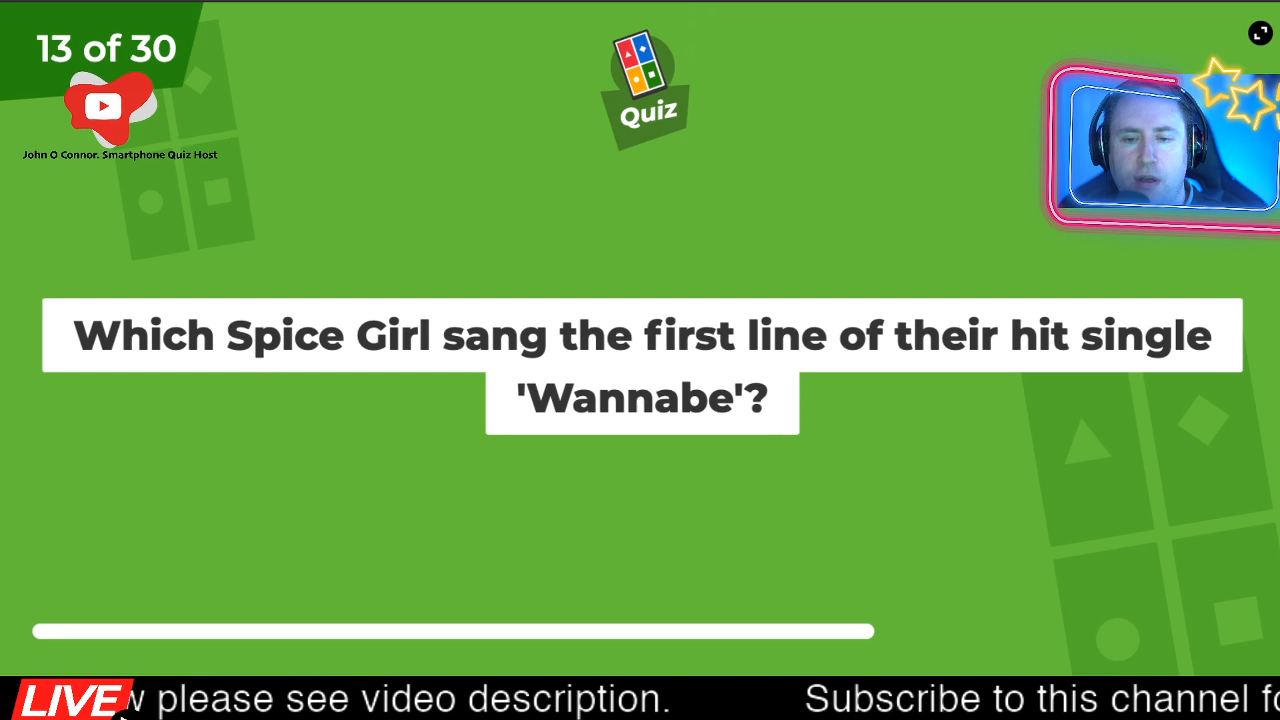 13 of 30
Quiz
John O Connor. Smartphone Quiz Host
Which Spice Girl sang the first line of their hit single
'Wannabe'?
LIVE please see video description. Subscribe to this channel